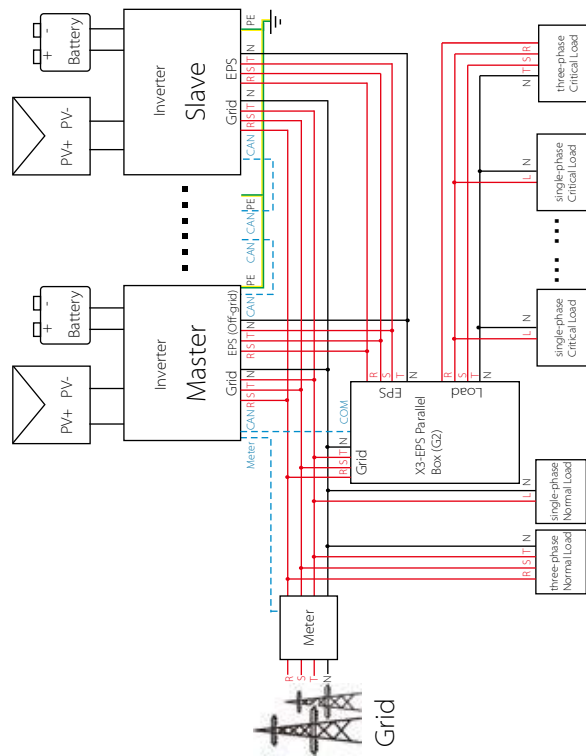 Grid
R
S
T
N
Meter
Meter
CAN
R S T N
Grid
R S T N
EPS (Off-grid)
CAN
PE
Inverter
Master
PV+ PV-
+ -
Battery
CAN
CAN
PE
CAN
R S T N
Grid
R S T N
EPS
PE
Inverter
Slave
PV+ PV-
+ -
Battery
COM
R S T N
Grid
X3-EPS Parallel
Box (G2)
R
S
T
N
EPS
R
S
T
N
Load
R S T N
three-phase
Normal Load
L N
single-phase
Normal Load
L N
single-phase
Critical Load
L N
single-phase
Critical Load
N T S R
three-phase
Critical Load